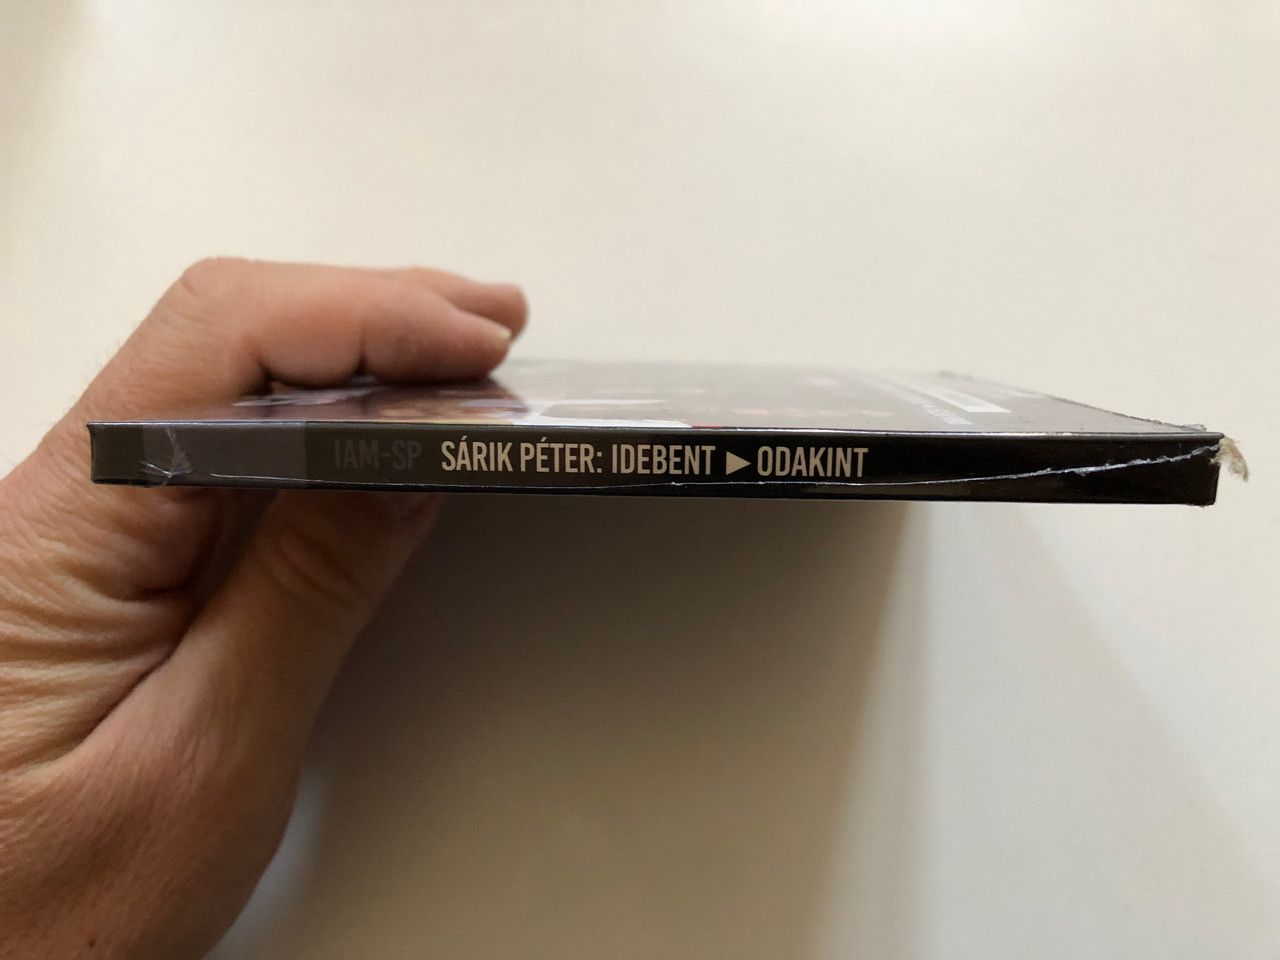 IAM-SP SÁRIK PÉTER: IDEBENT ▶ ODAKINT